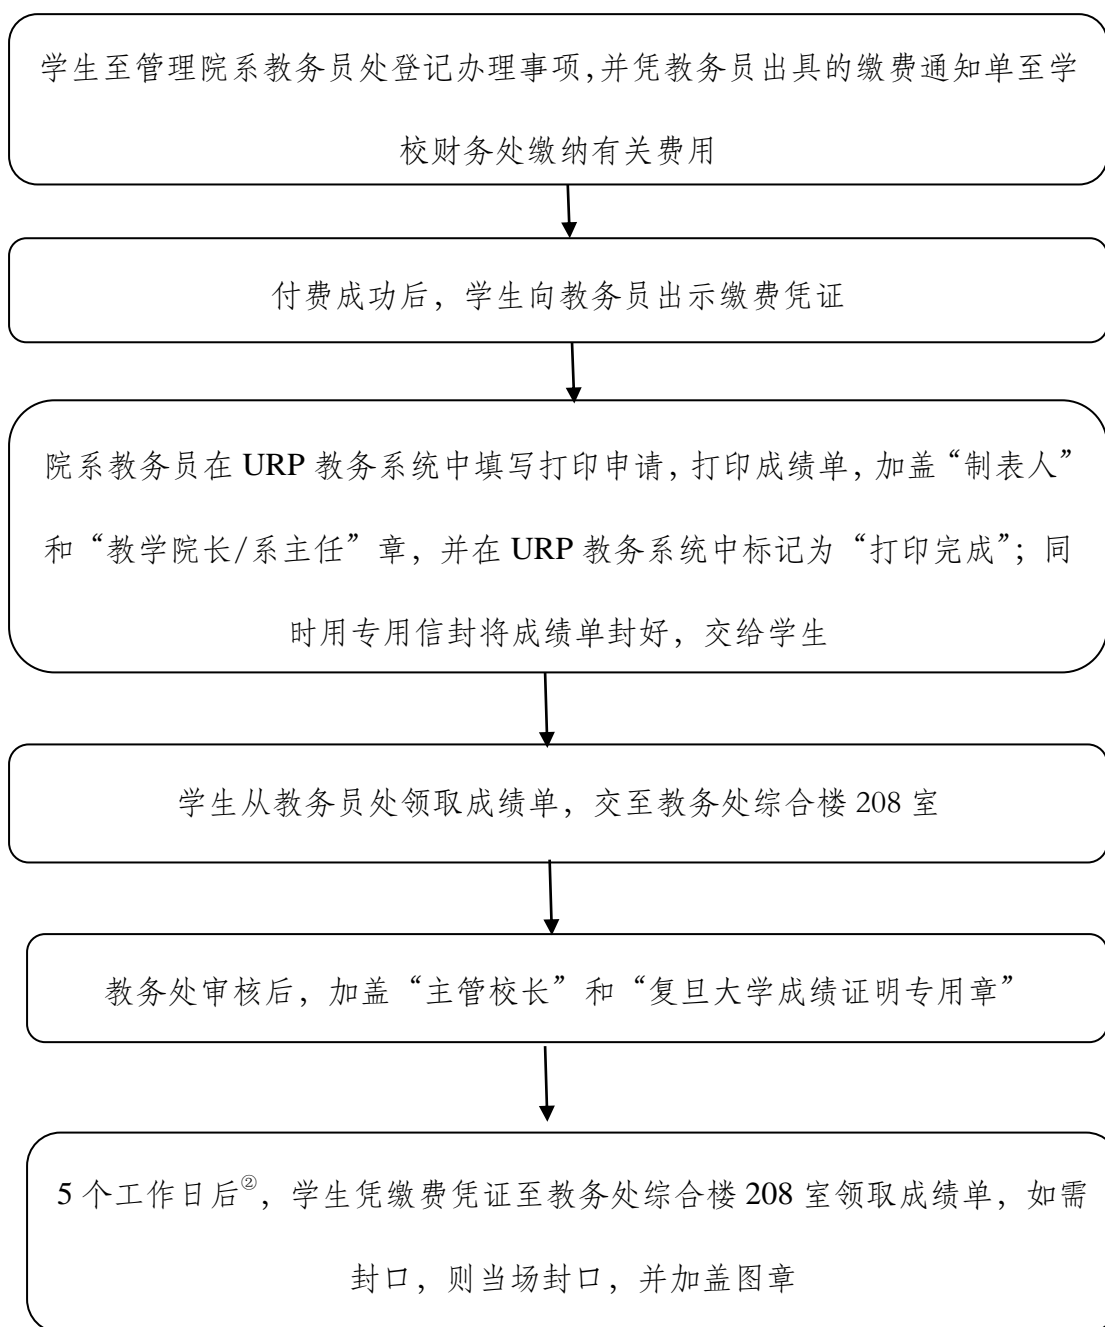 学生至管理院系教务员处登记办理事项,并凭教务员出具的缴费通知单至学
校财务处缴纳有关费用
付费成功后，学生向教务员出示缴费凭证
院系教务员在 URP 教务系统中填写打印申请，打印成绩单，加盖“制表人”
和“教学院长/系主任”章，并在 URP 教务系统中标记为“打印完成”；同
时用专用信封将成绩单封好，交给学生
学生从教务员处领取成绩单，交至教务处综合楼 208 室
教务处审核后，加盖“主管校长”和“复旦大学成绩证明专用章”
5 个工作日后②，学生凭缴费凭证至教务处综合楼 208 室领取成绩单，如需
封口，则当场封口，并加盖图章